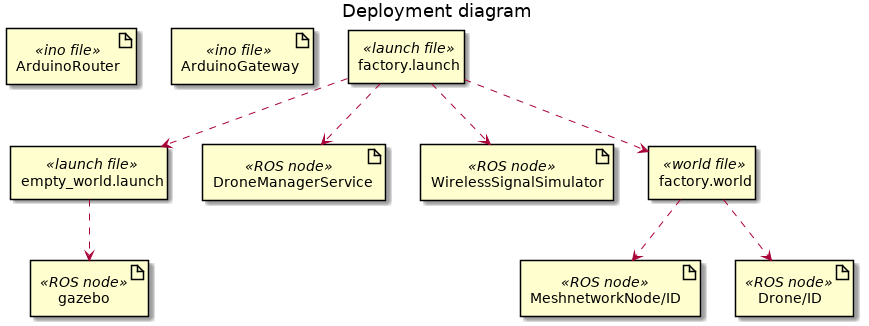 Deployment diagram
«ino file»
ArduinoRouter
«ino file»
ArduinoGateway
«launch file»
factory.launch
«launch file»
empty_world.launch
«ROS node»
DroneManagerService
«ROS node»
WirelessSignalSimulator
«world file»
factory.world
«ROS node»
gazebo
«ROS node»
MeshnetworkNode/ID
«ROS node»
Drone/ID